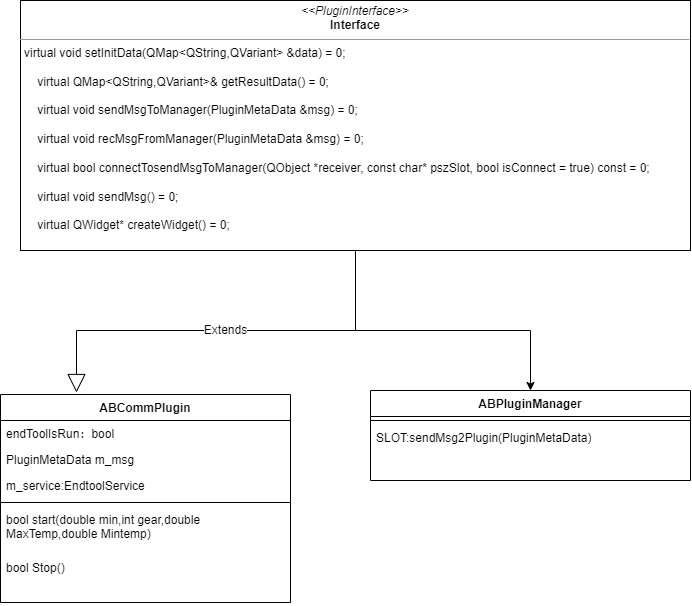 <<PluginInterface>>
Interface
virtual void setInitData(QMap<QString,QVariant> &data) = 0;
virtual QMap<QString,QVariant>& getResultData() = 0;
virtual void sendMsgToManager(PluginMetaData &msg) = 0;
virtual void recMsgFromManager(PluginMetaData &msg) = 0;
virtual bool connectTosendMsgToManager(QObject *receiver, const char* pszSlot, bool isConnect = true) const = 0;
virtual void sendMsg() = 0;
virtual QWidget* createWidget() = 0;
Extends
ABCommPlugin
endToolIsRun：bool
PluginMetaData m_msg
m_service:EndtoolService
bool start(double min,int gear,double
MaxTemp,double Mintemp)
bool Stop()
ABPluginManager
SLOT:sendMsg2Plugin(PluginMetaData)